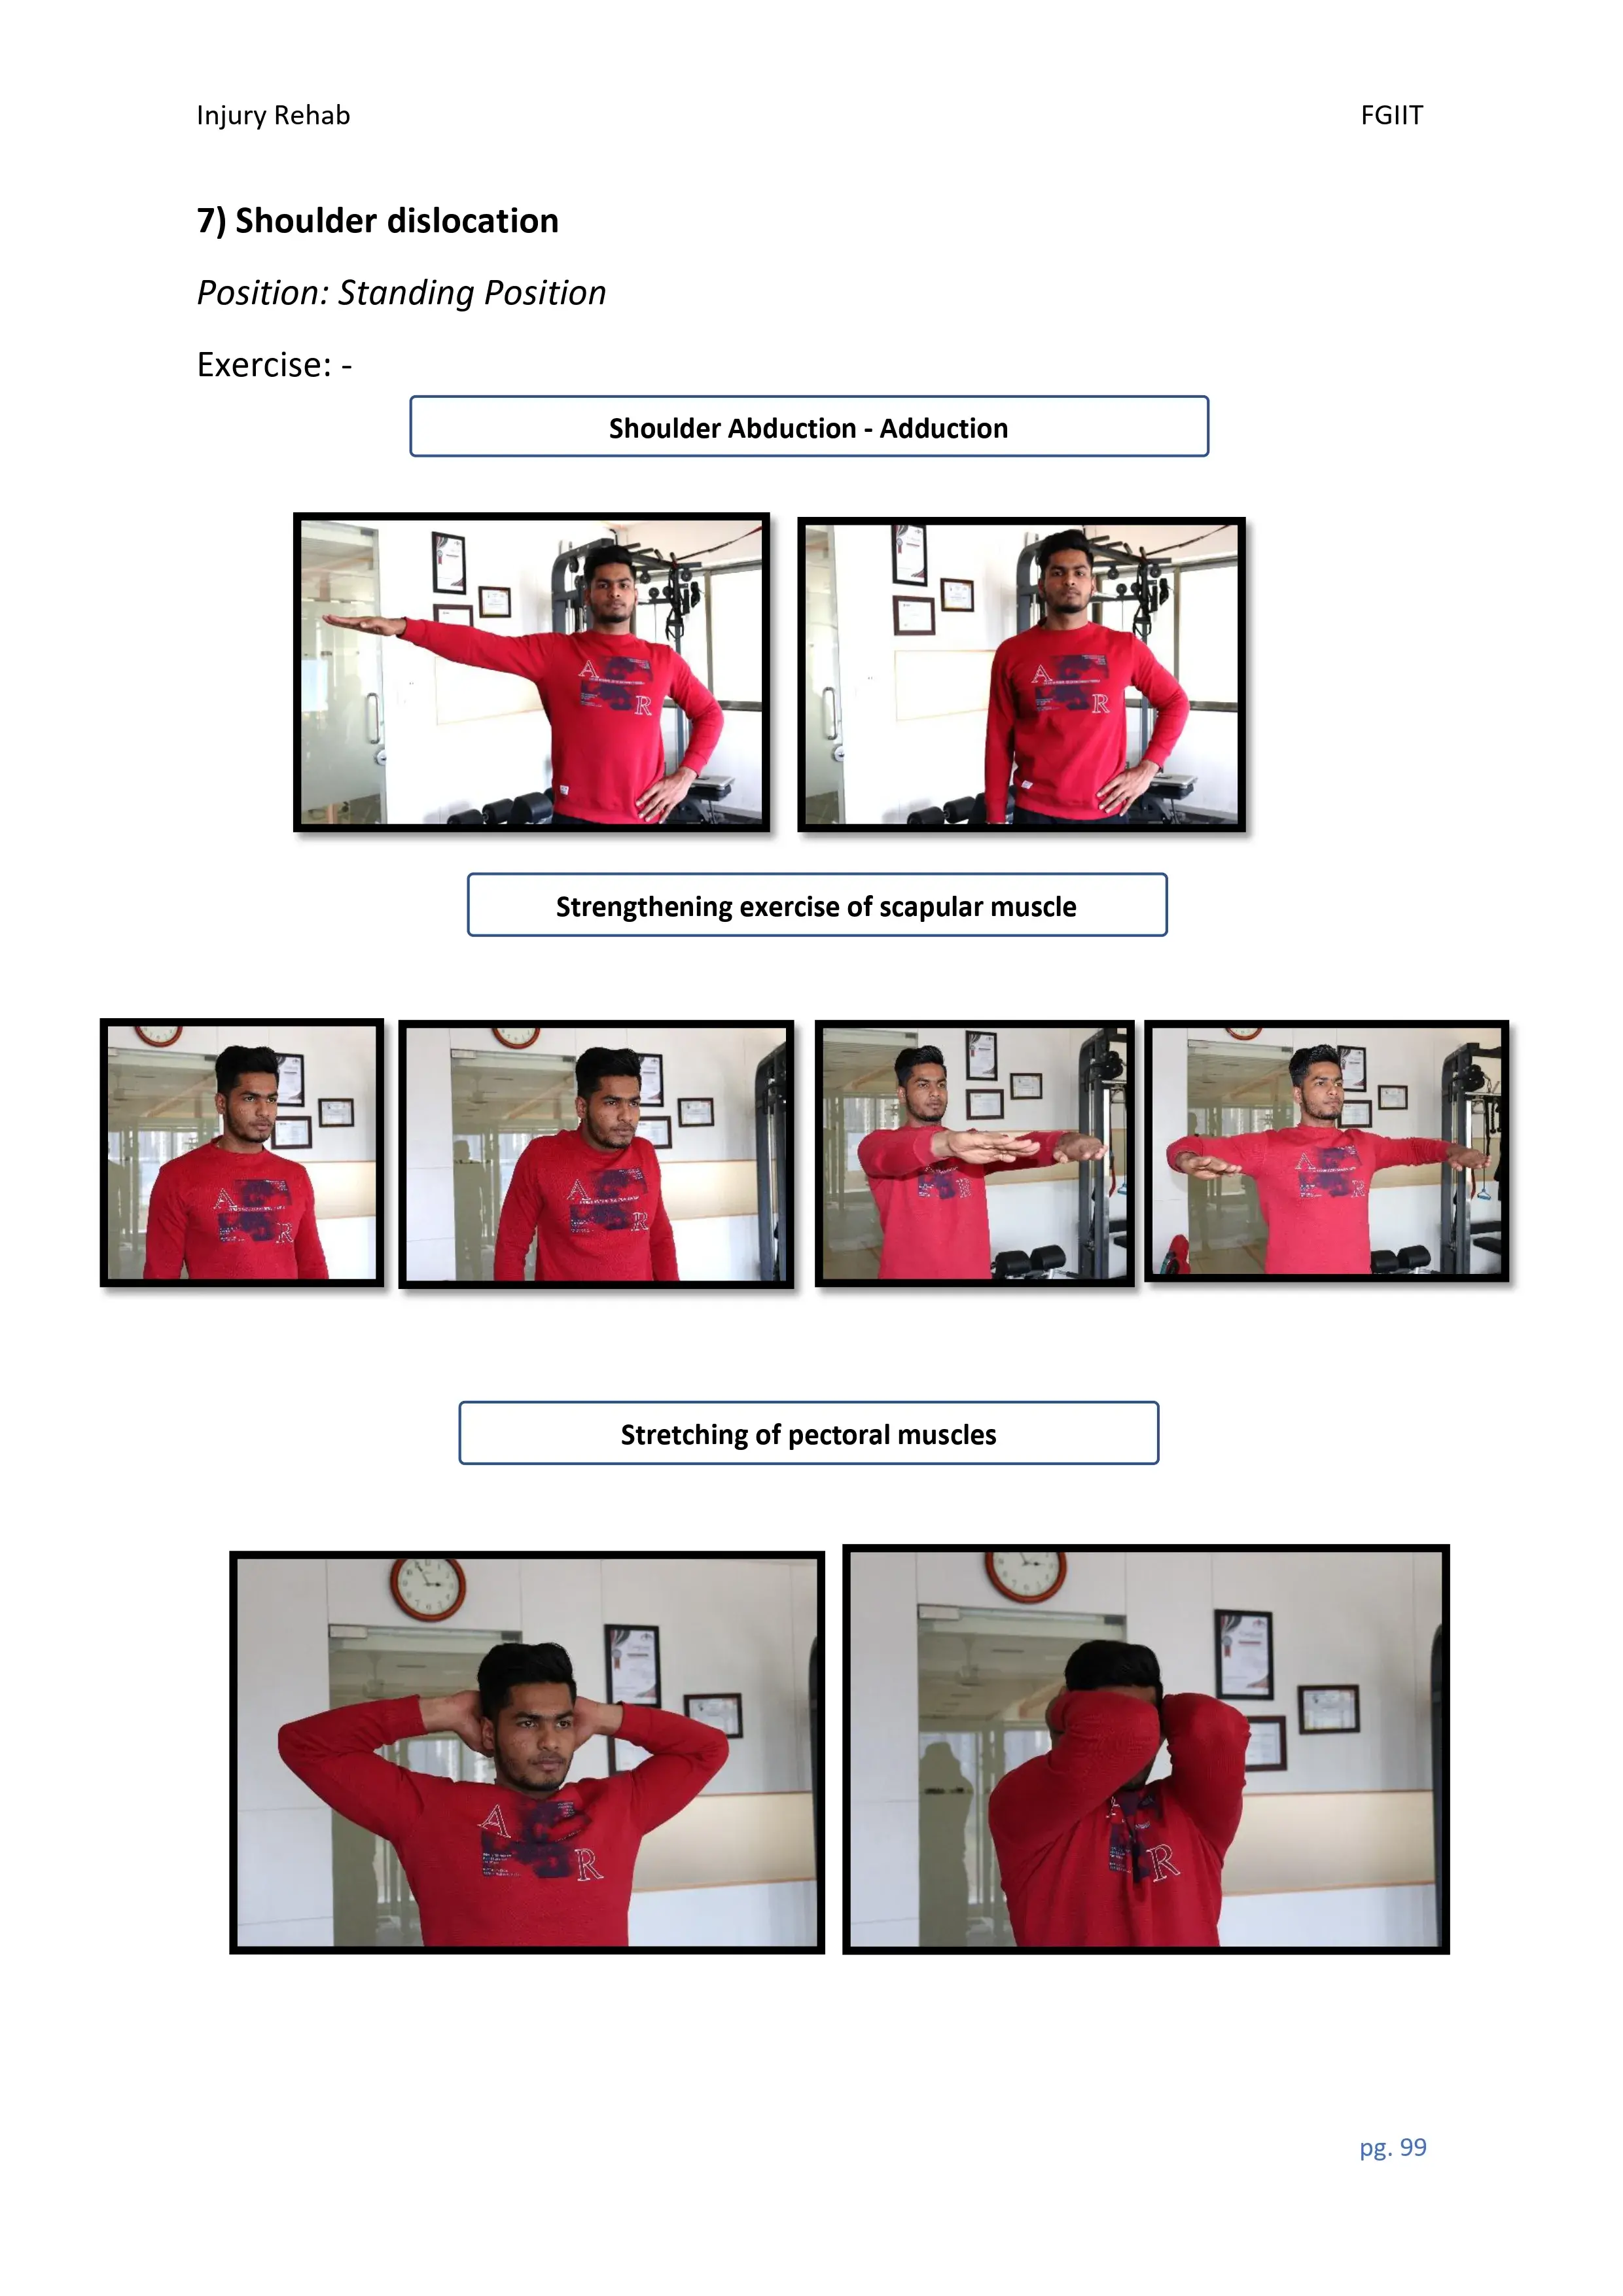 Injury Rehab FGIIT
7) Shoulder dislocation
Position: Standing Position
Exercise: -
Shoulder Abduction - Adduction
A
R
A
R
Strengthening exercise of scapular muscle
A
R
A
R
R
A
R
Stretching of pectoral muscles
A
R
R
pg. 99